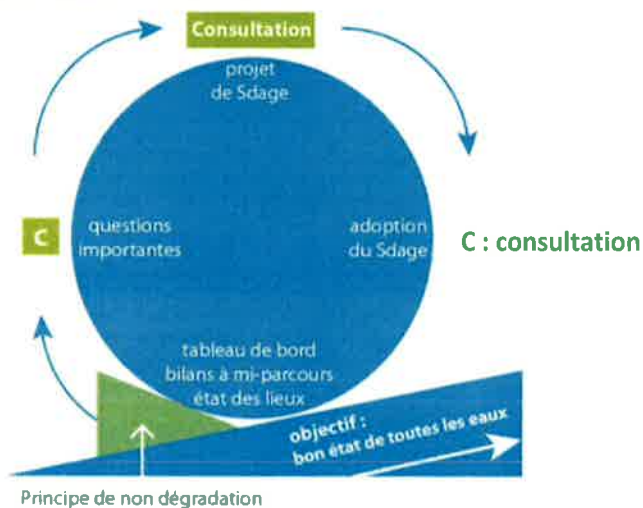 Consultation
projet
de Sdage
C
questions
importantes
adoption
du Sdage
C : consultation
tableau de bord
bilans à mi-parcours
état des lieux
objectif :
bon état de toutes les eaux
Principe de non dégradation